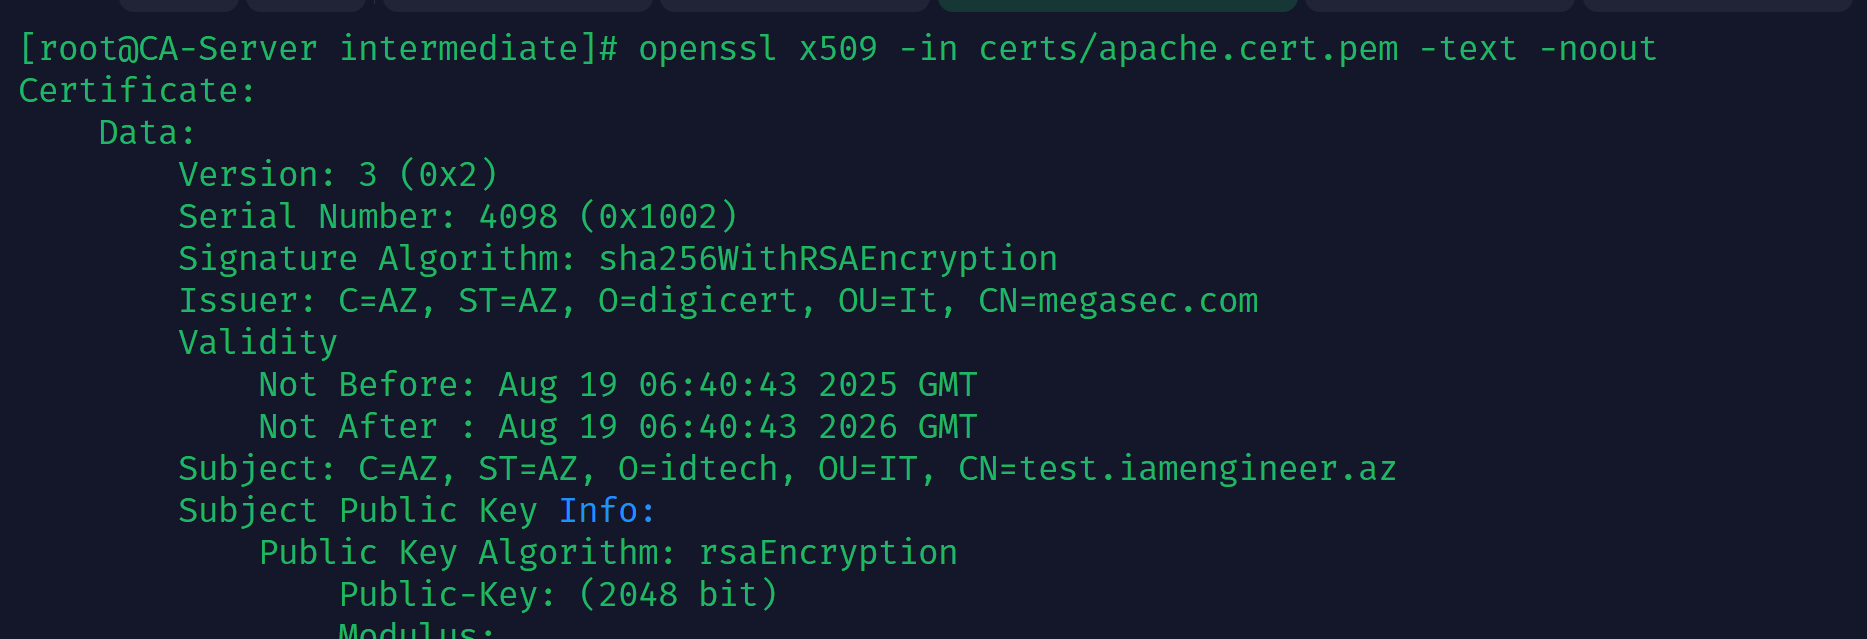 [root@CA-Server intermediate]# openssl x509 -in certs/apache.cert.pem -text -noout
Certificate:
    Data:
        Version: 3 (0x2)
        Serial Number: 4098 (0x1002)
        Signature Algorithm: sha256WithRSAEncryption
        Issuer: C=AZ, ST=AZ, O=digicert, OU=It, CN=megasec.com
        Validity
            Not Before: Aug 19 06:40:43 2025 GMT
            Not After : Aug 19 06:40:43 2026 GMT
        Subject: C=AZ, ST=AZ, O=idtech, OU=IT, CN=test.iamengineer.az
        Subject Public Key Info:
            Public Key Algorithm: rsaEncryption
                Public-Key: (2048 bit)
                Modulus: